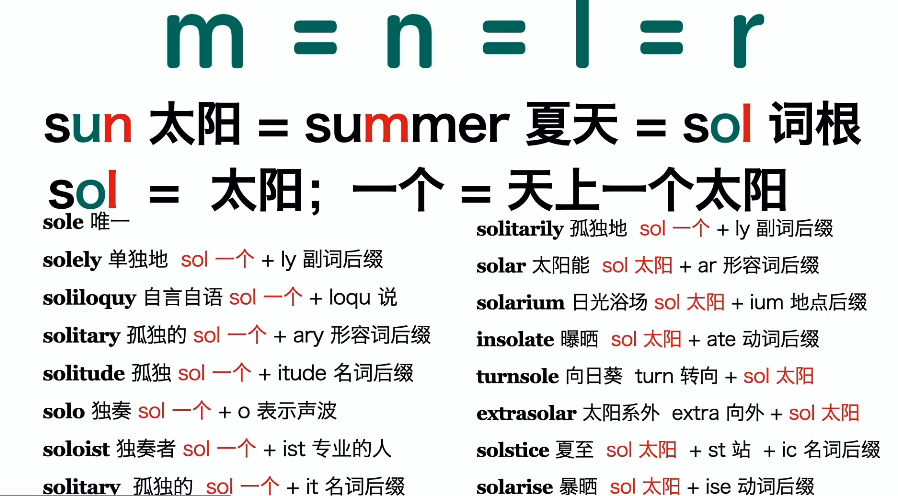 m = n = l = r
sun 太阳 = summer 夏天 = sol 词根
sol = 太阳；一个 = 天上一个太阳
sole 唯一
solely 单独地 sol 一个 + ly 副词后缀
soliloquy 自言自语 sol 一个 + loqu 说
solitary 孤独的 sol 一个 + ary 形容词后缀
solitude 孤独 sol 一个 + itude 名词后缀
solo 独奏 sol 一个 + o 表示声波
soloist 独奏者 sol 一个 + ist 专业的人
solitary 孤独的 sol 一个 + it 名词后缀
solitarily 孤独地 sol 一个 + ly 副词后缀
solar 太阳能 sol 太阳 + ar 形容词后缀
solarium 日光浴场 sol 太阳 + ium 地点后缀
insolate 曝晒 sol 太阳 + ate 动词后缀
turnsole 向日葵 turn 转向 + sol 太阳
extrasolar 太阳系外 extra 向外 + sol 太阳
solstice 夏至 sol 太阳 + st 站 + ic 名词后缀
solarise 暴晒 sol 太阳 + ise 动词后缀